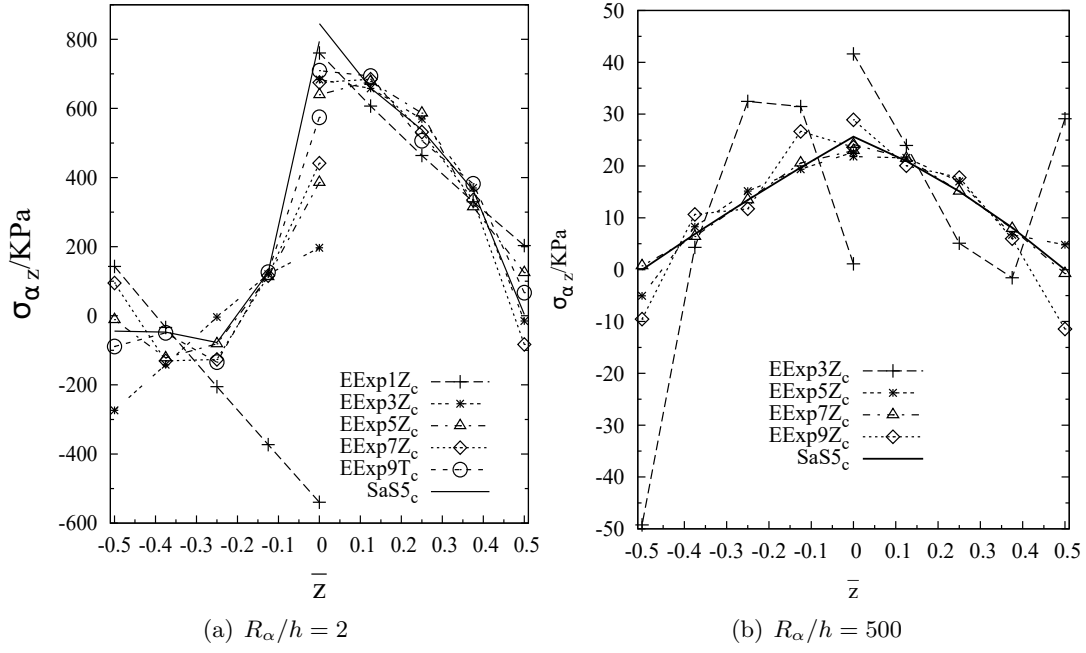 σα z/KPa
800
600
400
200
0
-200
-400
-600
-0.5 -0.4 -0.3 -0.2 -0.1 0 0.1 0.2 0.3 0.4 0.5
z̄
EExp1Zc
EExp3Zc
EExp5Zc
EExp7Zc
EExp9Tc
SaS5c
(a) Rα/h = 2
σα z/KPa
50
40
30
20
10
0
-10
-20
-30
-40
-50
-0.5 -0.4 -0.3 -0.2 -0.1 0 0.1 0.2 0.3 0.4 0.5
z̄
EExp3Zc
EExp5Zc
EExp7Zc
EExp9Zc
SaS5c
(b) Rα/h = 500